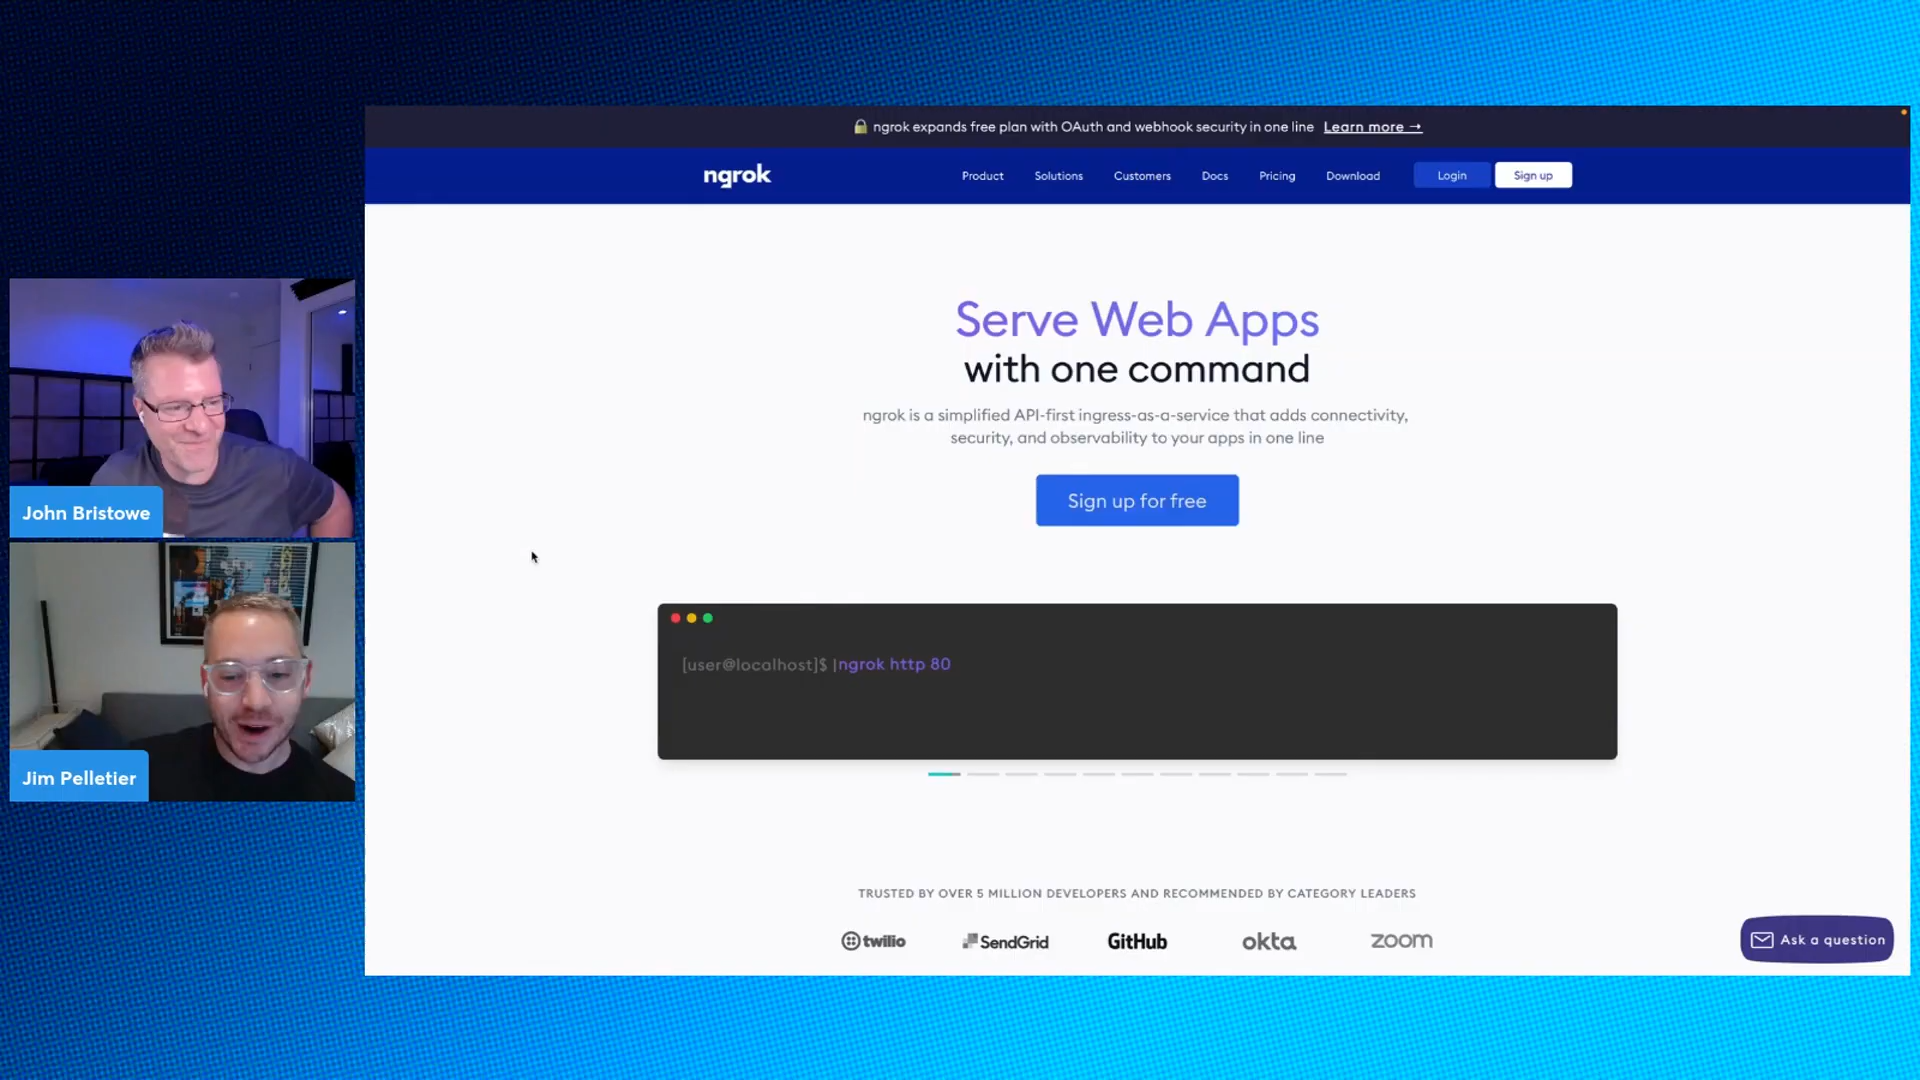 ngrok expands free plan with OAuth and webhook security in one line Learn more →
ngrok
Product Solutions Customers Docs Pricing Download Login Sign up
Serve Web Apps
with one command
ngrok is a simplified API-first ingress-as-a-service that adds connectivity,
security, and observability to your apps in one line
Sign up for free
John Bristowe
[user@localhost]$ |ngrok http 80
Jim Pelletier
TRUSTED BY OVER 5 MILLION DEVELOPERS AND RECOMMENDED BY CATEGORY LEADERS
twilio SendGrid GitHub okta zoom
Ask a question